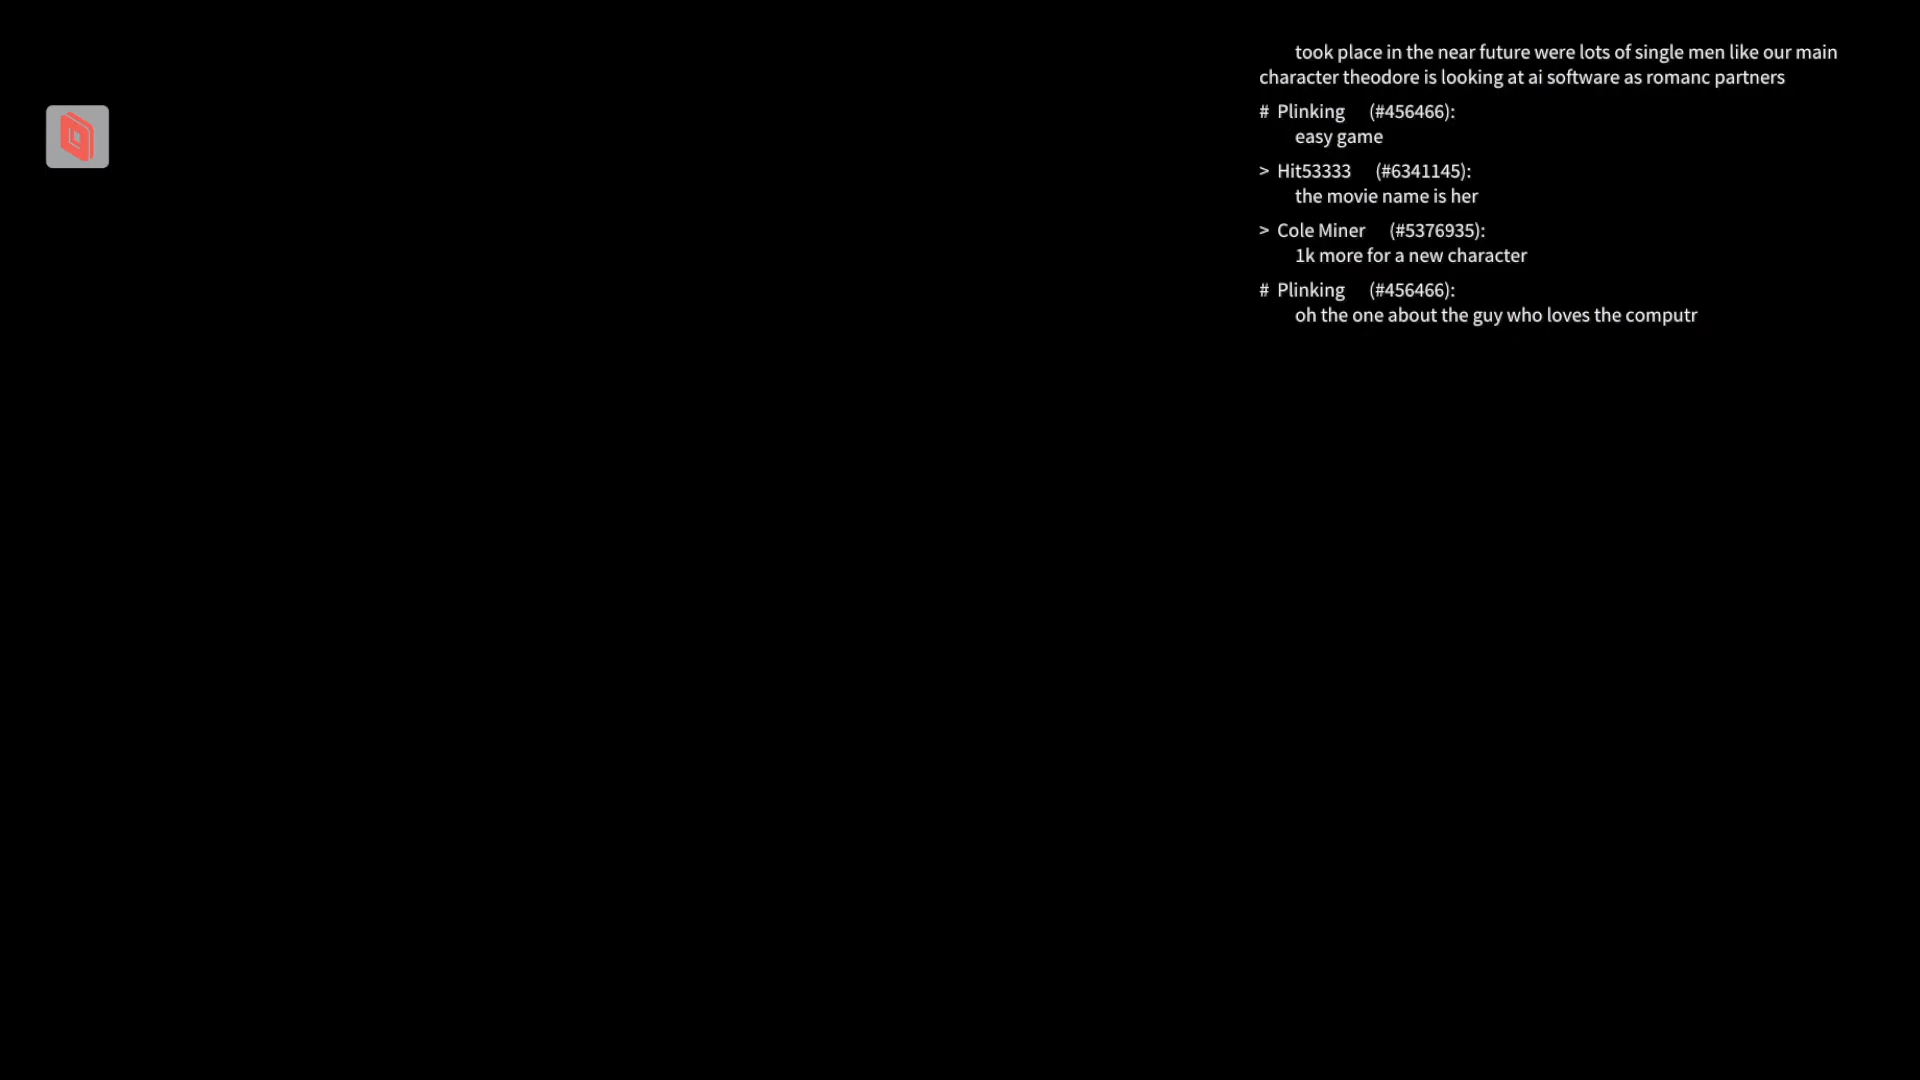 took place in the near future were lots of single men like our main
character theodore is looking at ai software as romanc partners
# Plinking (#456466):
easy game
> Hit53333 (#6341145):
the movie name is her
> Cole Miner (#5376935):
1k more for a new character
# Plinking (#456466):
oh the one about the guy who loves the computr